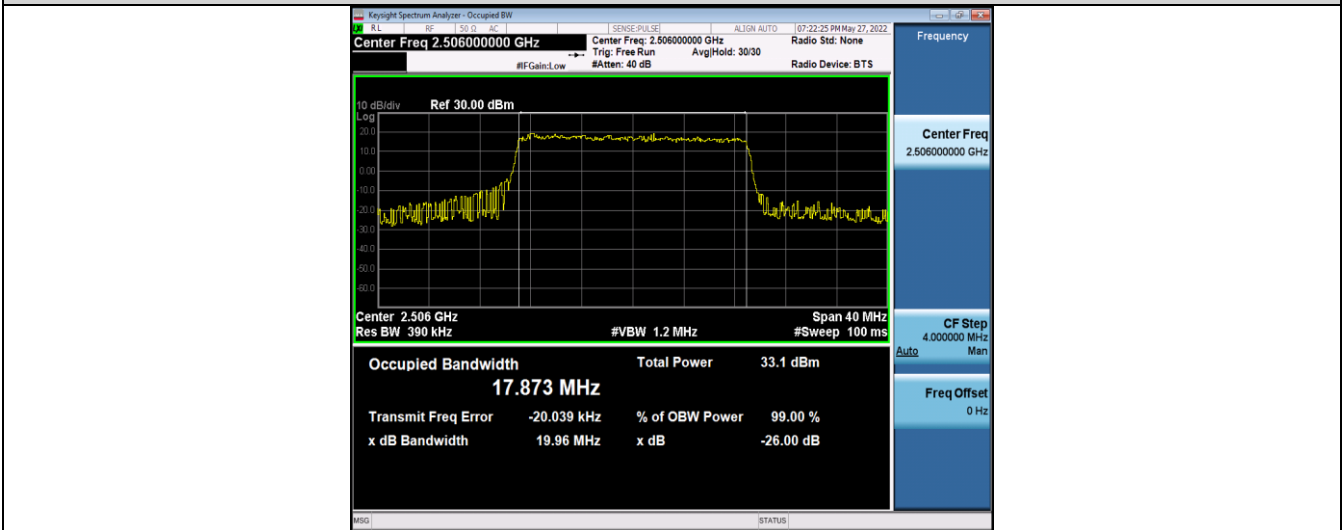 Keysight Spectrum Analyzer - Occupied BW
RL RF 50 Ω AC SENSE:PULSE ALIGN AUTO 07:22:25 PM May 27, 2022
Center Freq 2.506000000 GHz
Center Freq: 2.506000000 GHz Radio Std: None
Trig: Free Run Avg|Hold: 30/30
#IFGain:Low #Atten: 40 dB Radio Device: BTS
Frequency
10 dB/div Ref 30.00 dBm
Log
20.0
10.0
0.00
-10.0
-20.0
-30.0
-40.0
-50.0
-60.0
Center 2.506 GHz Span 40 MHz
Res BW 390 kHz #VBW 1.2 MHz #Sweep 100 ms
Center Freq
2.506000000 GHz
CF Step
4.000000 MHz
Auto Man
Freq Offset
0 Hz
Occupied Bandwidth Total Power 33.1 dBm
17.873 MHz
Transmit Freq Error -20.039 kHz % of OBW Power 99.00 %
x dB Bandwidth 19.96 MHz x dB -26.00 dB
MSG STATUS